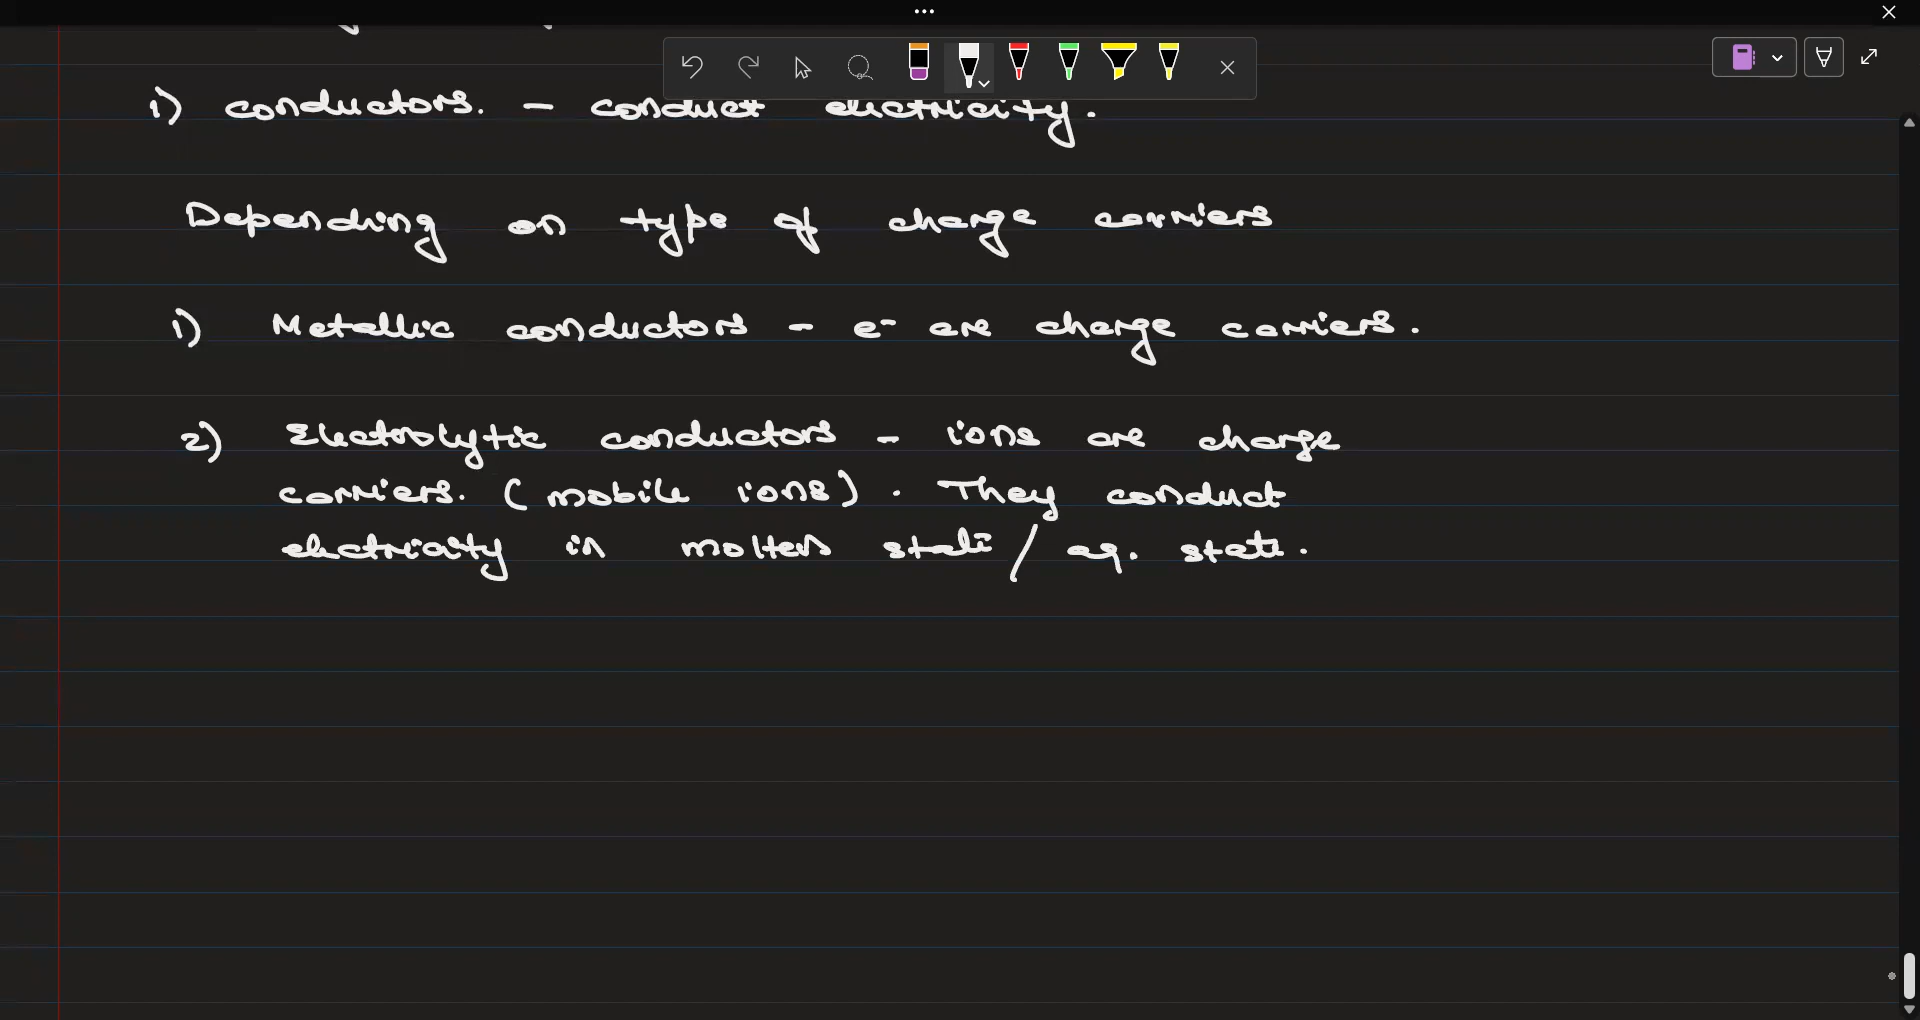 1) conductors. - conduct electricity.
Depending on type of charge carriers
1) Metallic conductors - e⁻ are charge carriers.
2) Electrolytic conductors - ions are charge
carriers. (mobile ions). They conduct
electricity in molten state / aq. state.